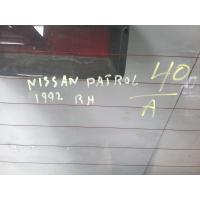 NISSAN PATROL
1992 RH
40
A